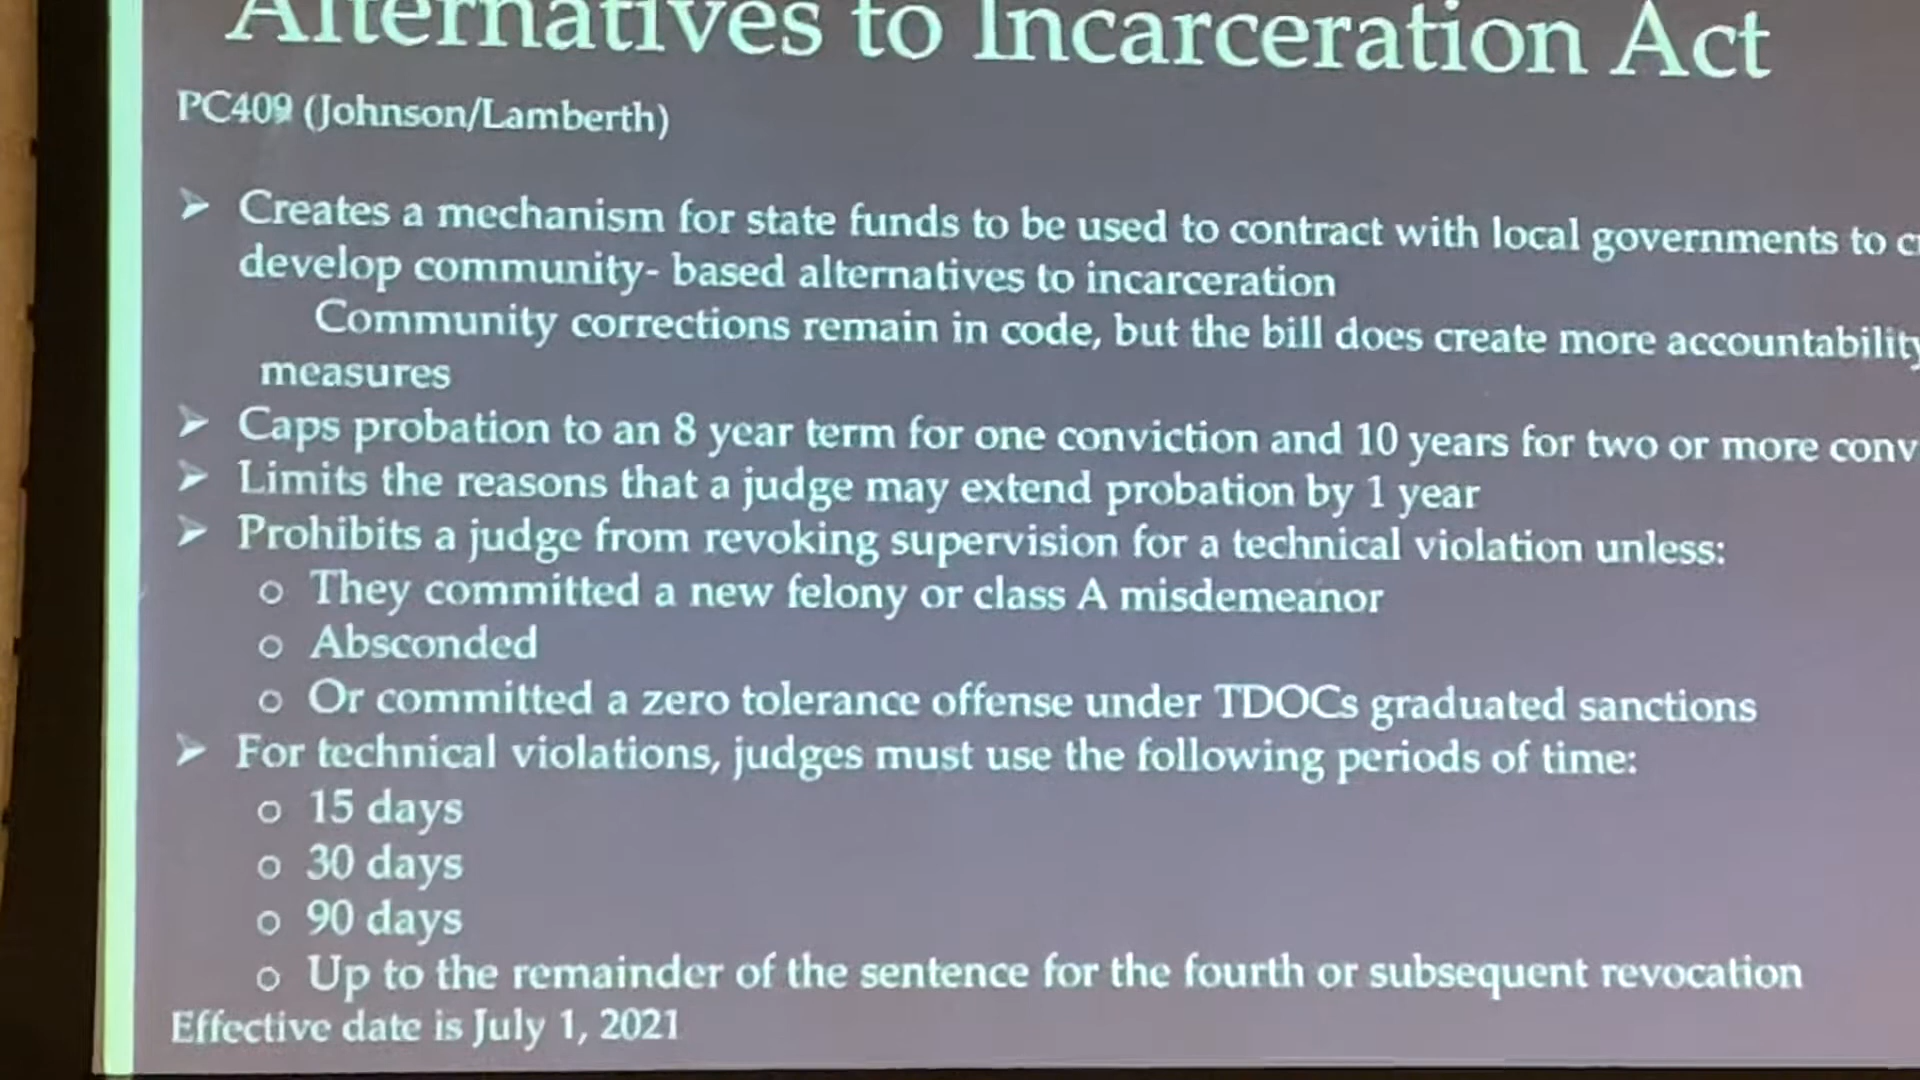 Alternatives to Incarceration Act
PC409 (Johnson/Lamberth)
➤ Creates a mechanism for state funds to be used to contract with local governments to
develop community- based alternatives to incarceration
Community corrections remain in code, but the bill does create more accountability
measures
➤ Caps probation to an 8 year term for one conviction and 10 years for two or more
➤ Limits the reasons that a judge may extend probation by 1 year
➤ Prohibits a judge from revoking supervision for a technical violation unless:
o They committed a new felony or class A misdemeanor
o Absconded
o Or committed a zero tolerance offense under TDOCs graduated sanctions
➤ For technical violations, judges must use the following periods of time:
o 15 days
o 30 days
o 90 days
o Up to the remainder of the sentence for the fourth or subsequent revocation
Effective date is July 1, 2021